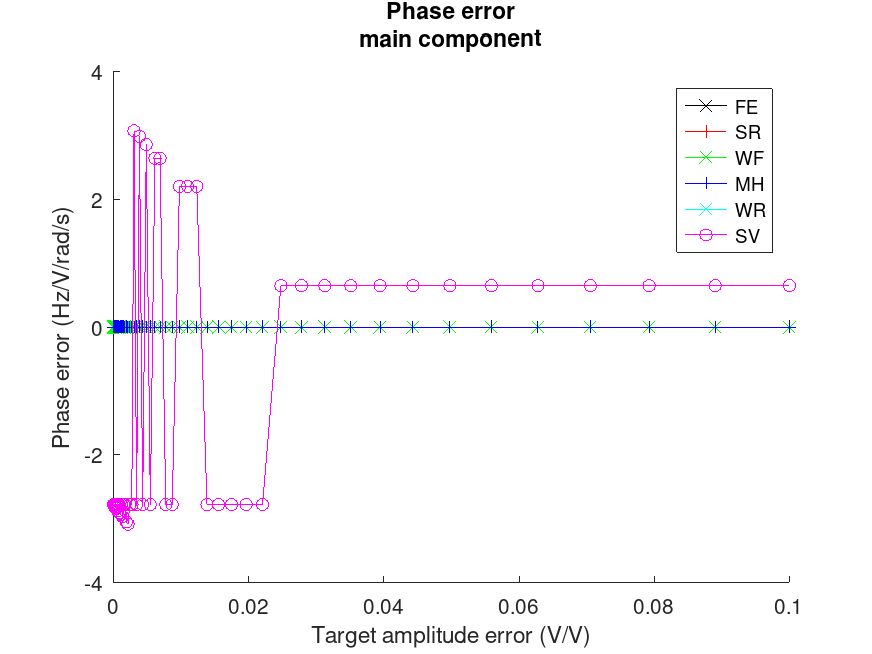 Phase error
main component
4
2
0
-2
-4
Phase error (Hz/V/rad/s)
FE
SR
WF
MH
WR
SV
0
0.02
0.04
0.06
0.08
0.1
Target amplitude error (V/V)